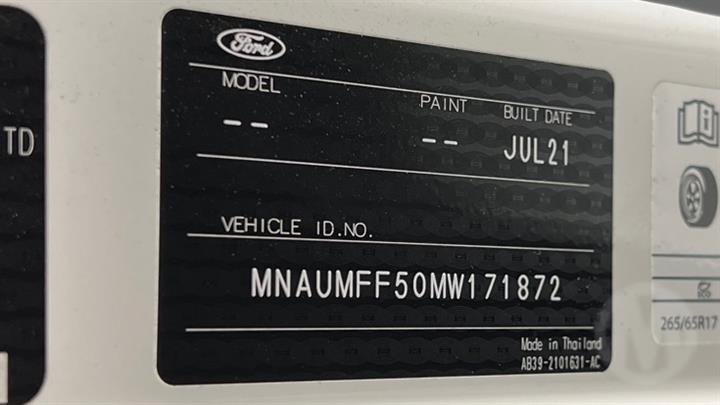 TD
Ford
MODEL
PAINT
BUILT DATE
-- -- JUL21
VEHICLE ID.NO.
MNAUMFF50MW171872
Made in Thailand
AB39-2101631-AC
265/65R17
M